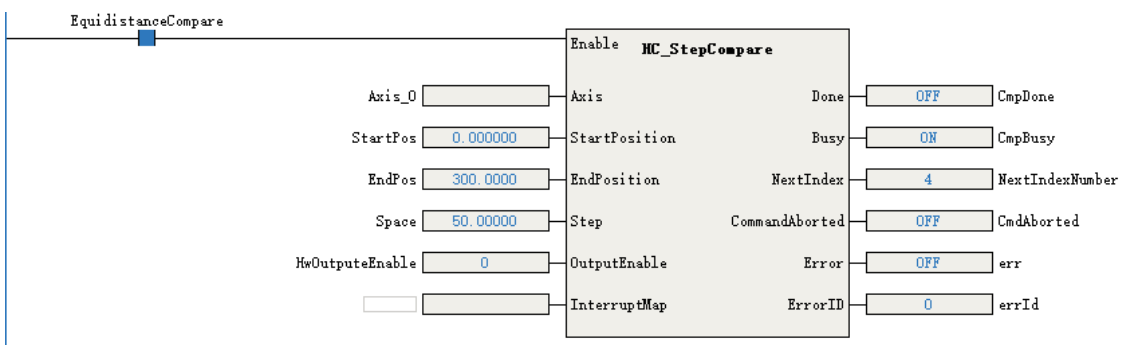 EquidistanceCompare
Enable HC_StepCompare
Axis_0 Axis Done OFF CmpDone
StartPos 0.000000 StartPosition Busy ON CmpBusy
EndPos 300.0000 EndPosition NextIndex 4 NextIndexNumber
Space 50.00000 Step CommandAborted OFF CmdAborted
HwOutputeEnable 0 OutputEnable Error OFF err
InterruptMap ErrorID 0 errId